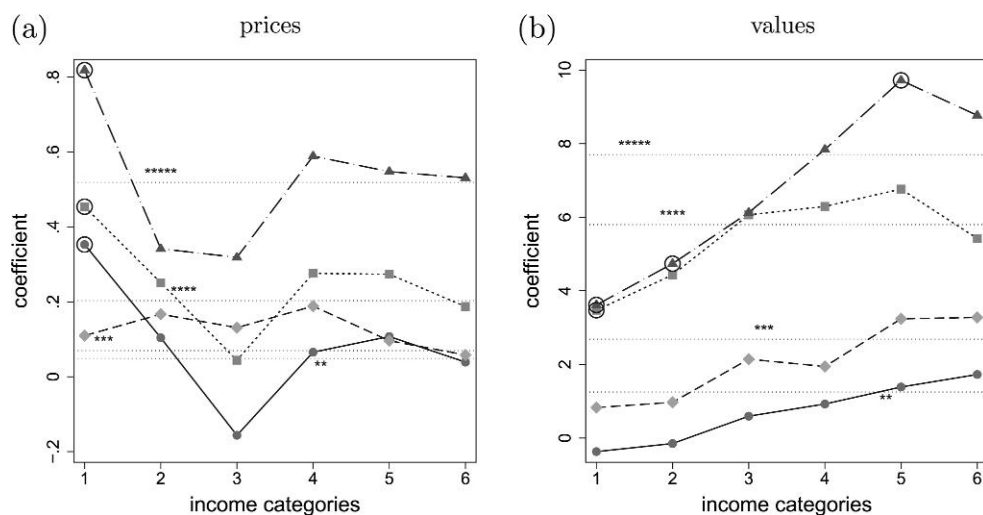 (a) prices
.8
.6
.4
.2
0
-.2
coefficient
*****
****
***
**
1 2 3 4 5 6
income categories
(b) values
10
8
6
4
2
0
coefficient
*****
****
***
**
1 2 3 4 5 6
income categories